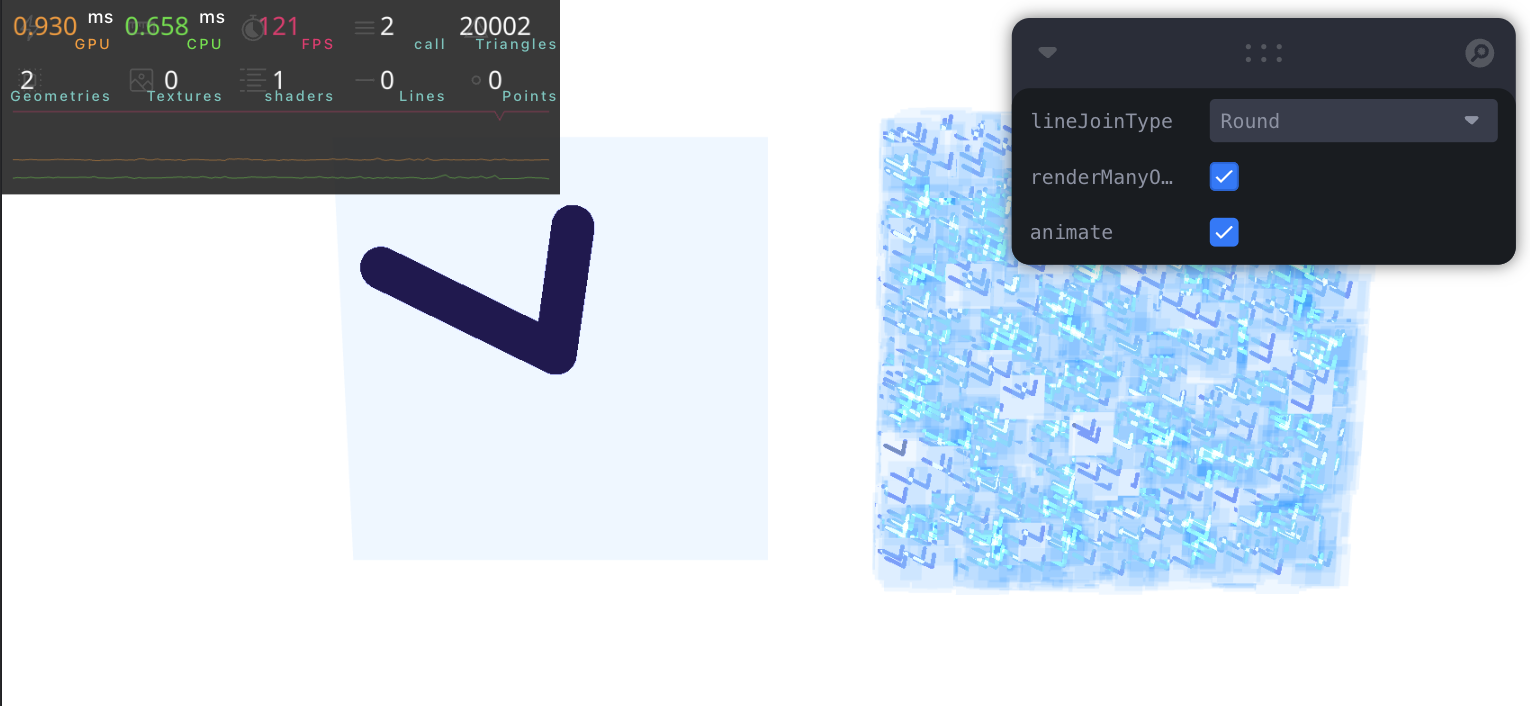 0.930 ms GPU 0.658 ms CPU 121 FPS 2 call 20002 Triangles
2 Geometries 0 Textures 1 shaders 0 Lines 0 Points
lineJoinType Round
renderManyO…
animate